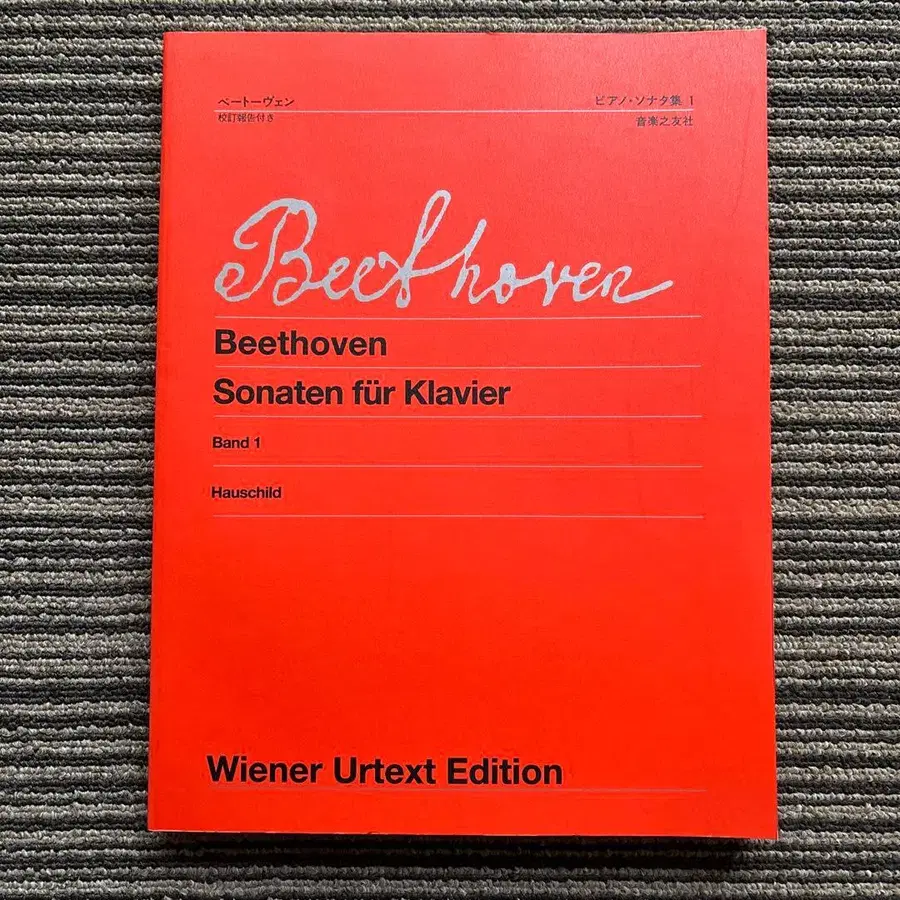 ベートーヴェン ピアノ・ソナタ集 1
校訂報告付き 音楽之友社
Beethoven
Beethoven
Sonaten für Klavier
Band 1
Hauschild
Wiener Urtext Edition